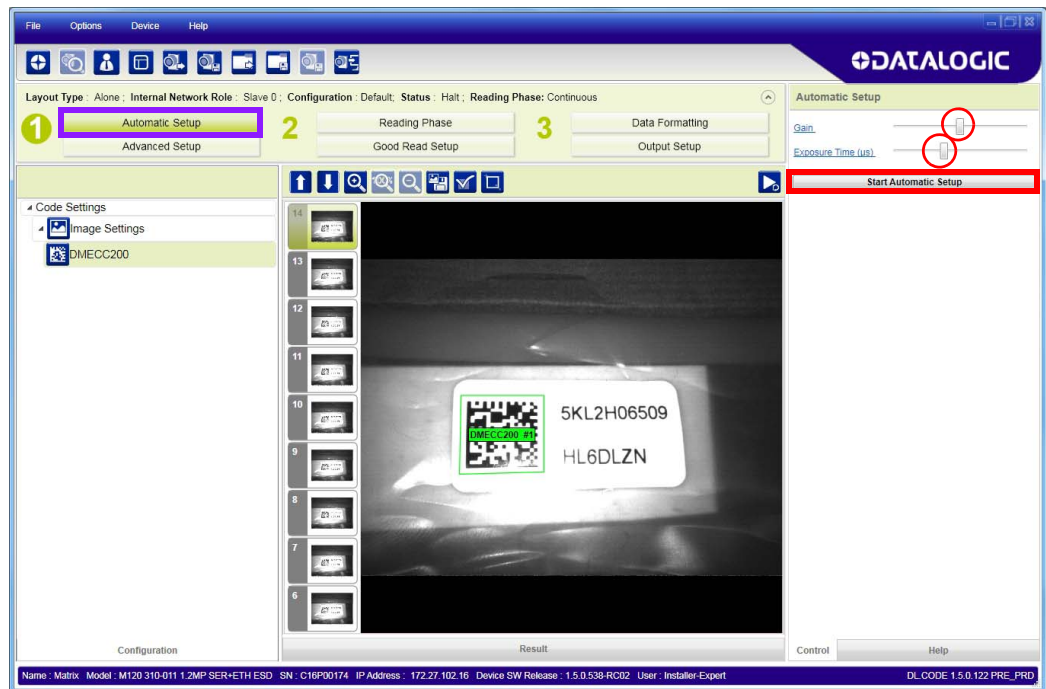 File Options Device Help
DATALOGIC
Layout Type : Alone ; Internal Network Role : Slave 0 ; Configuration : Default; Status : Halt ; Reading Phase: Continuous
1 Automatic Setup
Advanced Setup
2 Reading Phase
Good Read Setup
3 Data Formatting
Output Setup
Automatic Setup
Gain
Exposure Time (µs)
Start Automatic Setup
Code Settings
Image Settings
DMECC200
14
13
12
11
10
9
8
7
6
DMECC200 #1
5KL2H06509
HL6DLZN
Configuration
Result
Control Help
Name : Matrix Model : M120 310-011 1.2MP SER+ETH ESD SN : C16P00174 IP Address : 172.27.102.16 Device SW Release : 1.5.0.538-RC02 User : Installer-Expert DL.CODE 1.5.0.122 PRE_PRD